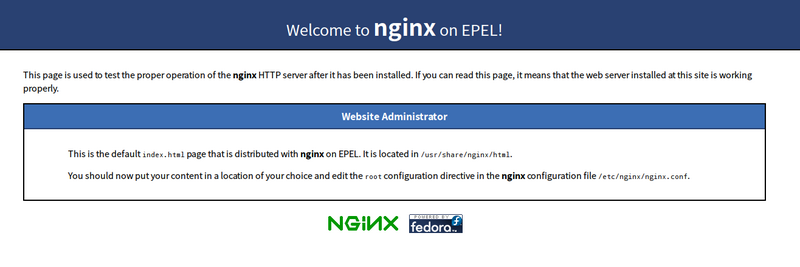 Welcome to nginx on EPEL!
This page is used to test the proper operation of the nginx HTTP server after it has been installed. If you can read this page, it means that the web server installed at this site is working
properly.
Website Administrator
This is the default index.html page that is distributed with nginx on EPEL. It is located in /usr/share/nginx/html.
You should now put your content in a location of your choice and edit the root configuration directive in the nginx configuration file /etc/nginx/nginx.conf.
NGINX
POWERED BY
fedora